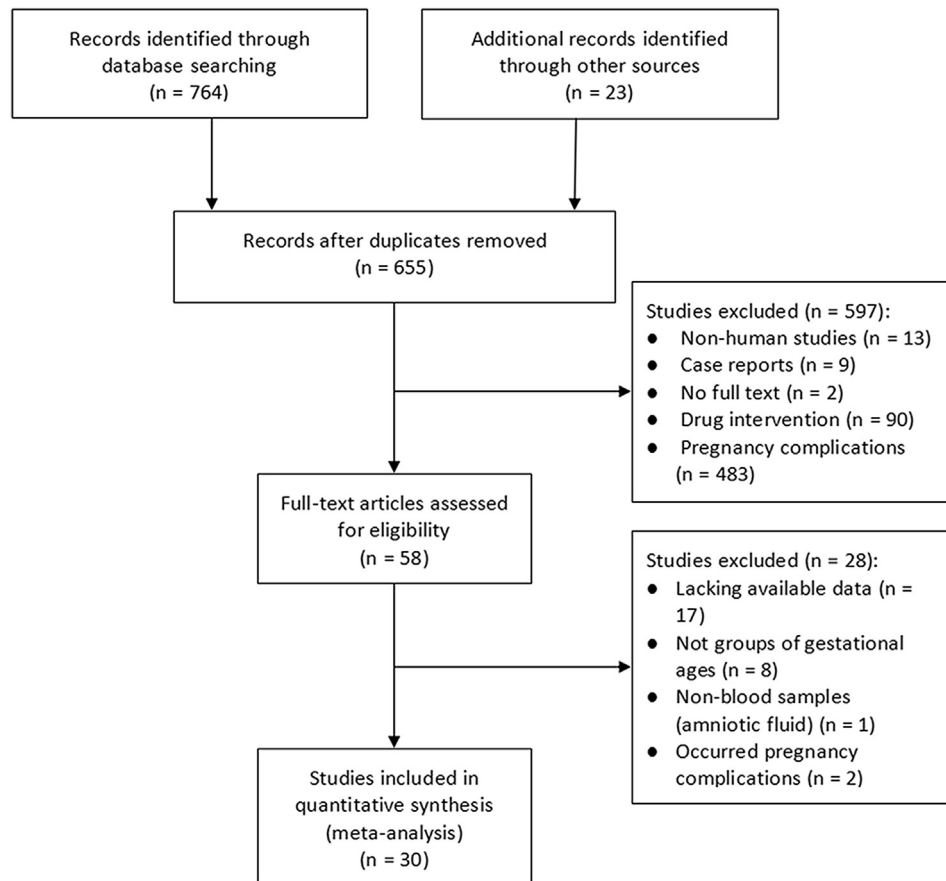 Records identified through
database searching
(n = 764)
Additional records identified
through other sources
(n = 23)
Records after duplicates removed
(n = 655)
Studies excluded (n = 597):
● Non-human studies (n = 13)
● Case reports (n = 9)
● No full text (n = 2)
● Drug intervention (n = 90)
● Pregnancy complications
(n = 483)
Full-text articles assessed
for eligibility
(n = 58)
Studies excluded (n = 28):
● Lacking available data (n =
17)
● Not groups of gestational
ages (n = 8)
● Non-blood samples
(amniotic fluid) (n = 1)
● Occurred pregnancy
complications (n = 2)
Studies included in
quantitative synthesis
(meta-analysis)
(n = 30)